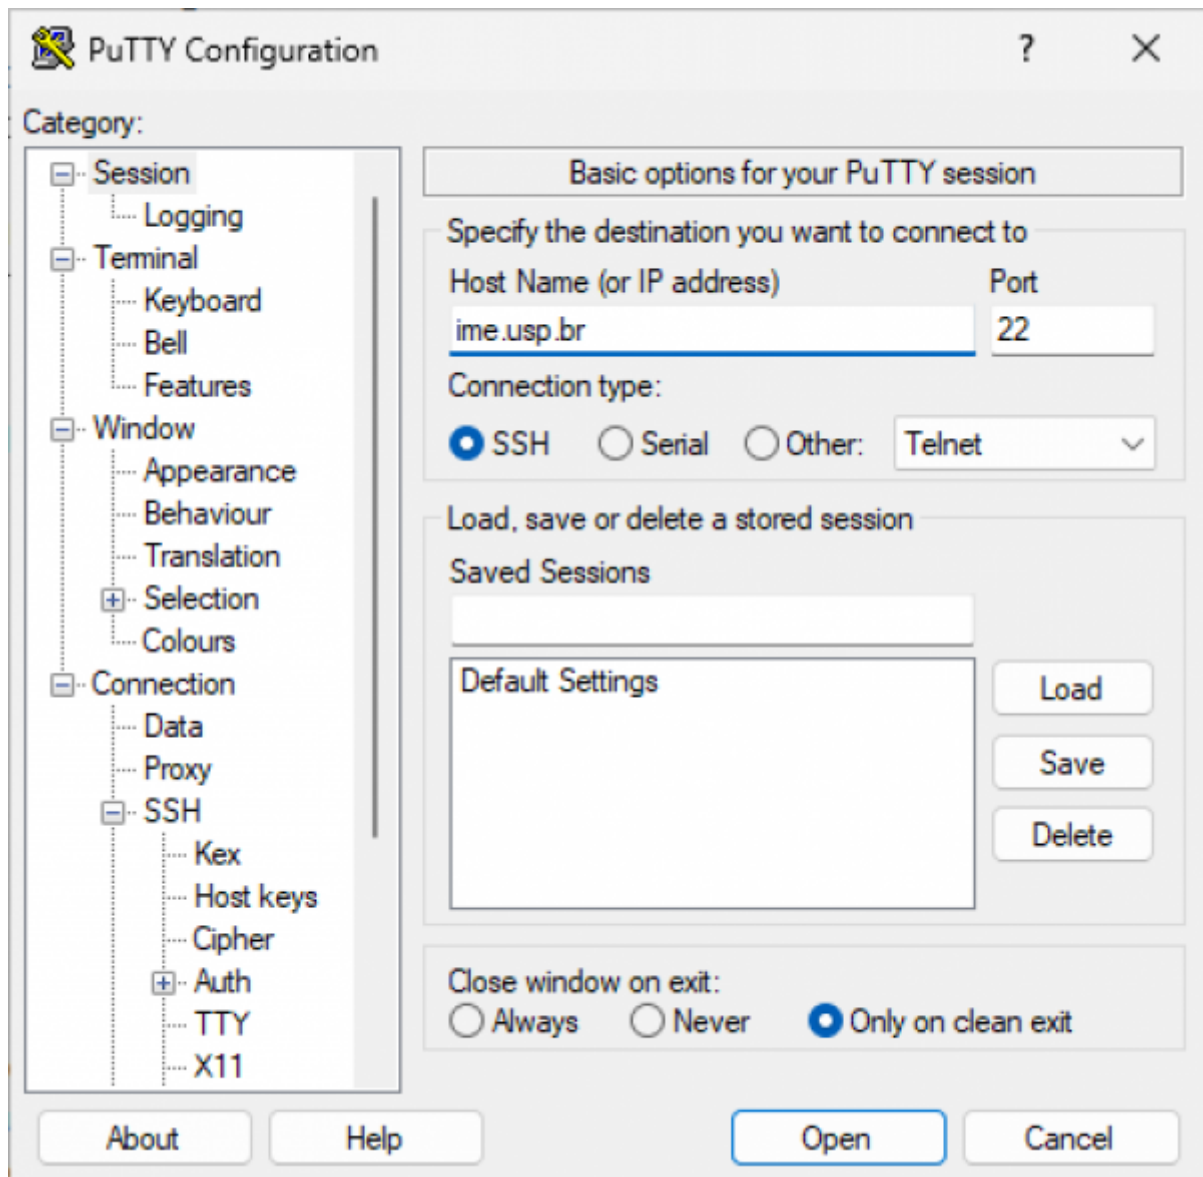 PuTTY Configuration
?
Category:
Session
Logging
Terminal
Keyboard
Bell
Features
Window
Appearance
Behaviour
Translation
Selection
Colours
Connection
Data
Proxy
SSH
Kex
Host keys
Cipher
Auth
TTY
X11
Basic options for your PuTTY session
Specify the destination you want to connect to
Host Name (or IP address) Port
ime.usp.br 22
Connection type:
SSH Serial Other: Telnet
Load, save or delete a stored session
Saved Sessions
Default Settings
Load
Save
Delete
Close window on exit:
Always Never Only on clean exit
About Help Open Cancel